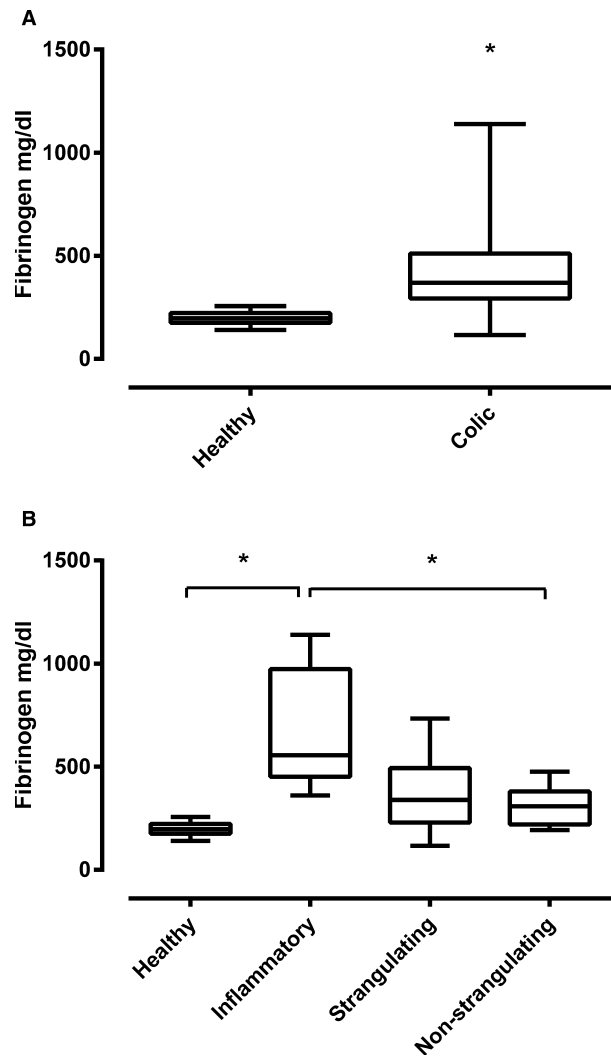 A
*
1500
1000
500
0
Fibrinogen mg/dl
Healthy
Colic
B
* *
1500
1000
500
0
Fibrinogen mg/dl
Healthy
Inflammatory
Strangulating
Non-strangulating